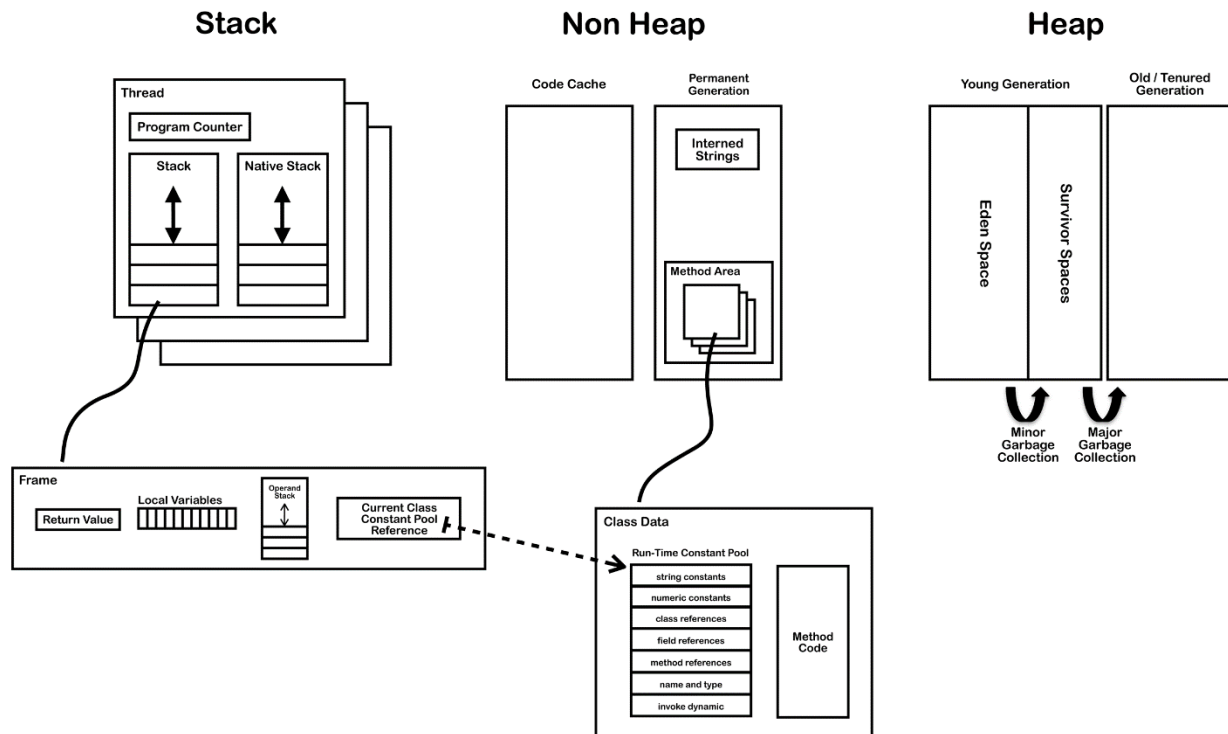 Stack
Non Heap
Heap
Thread
Program Counter
Stack
Native Stack
Code Cache
Permanent
Generation
Interned
Strings
Method Area
Young Generation
Old / Tenured
Generation
Eden Space
Survivor Spaces
Minor
Garbage
Collection
Major
Garbage
Collection
Frame
Return Value
Local Variables
Operand
Stack
Current Class
Constant Pool
Reference
Class Data
Run-Time Constant Pool
string constants
numeric constants
class references
field references
method references
name and type
invoke dynamic
Method
Code